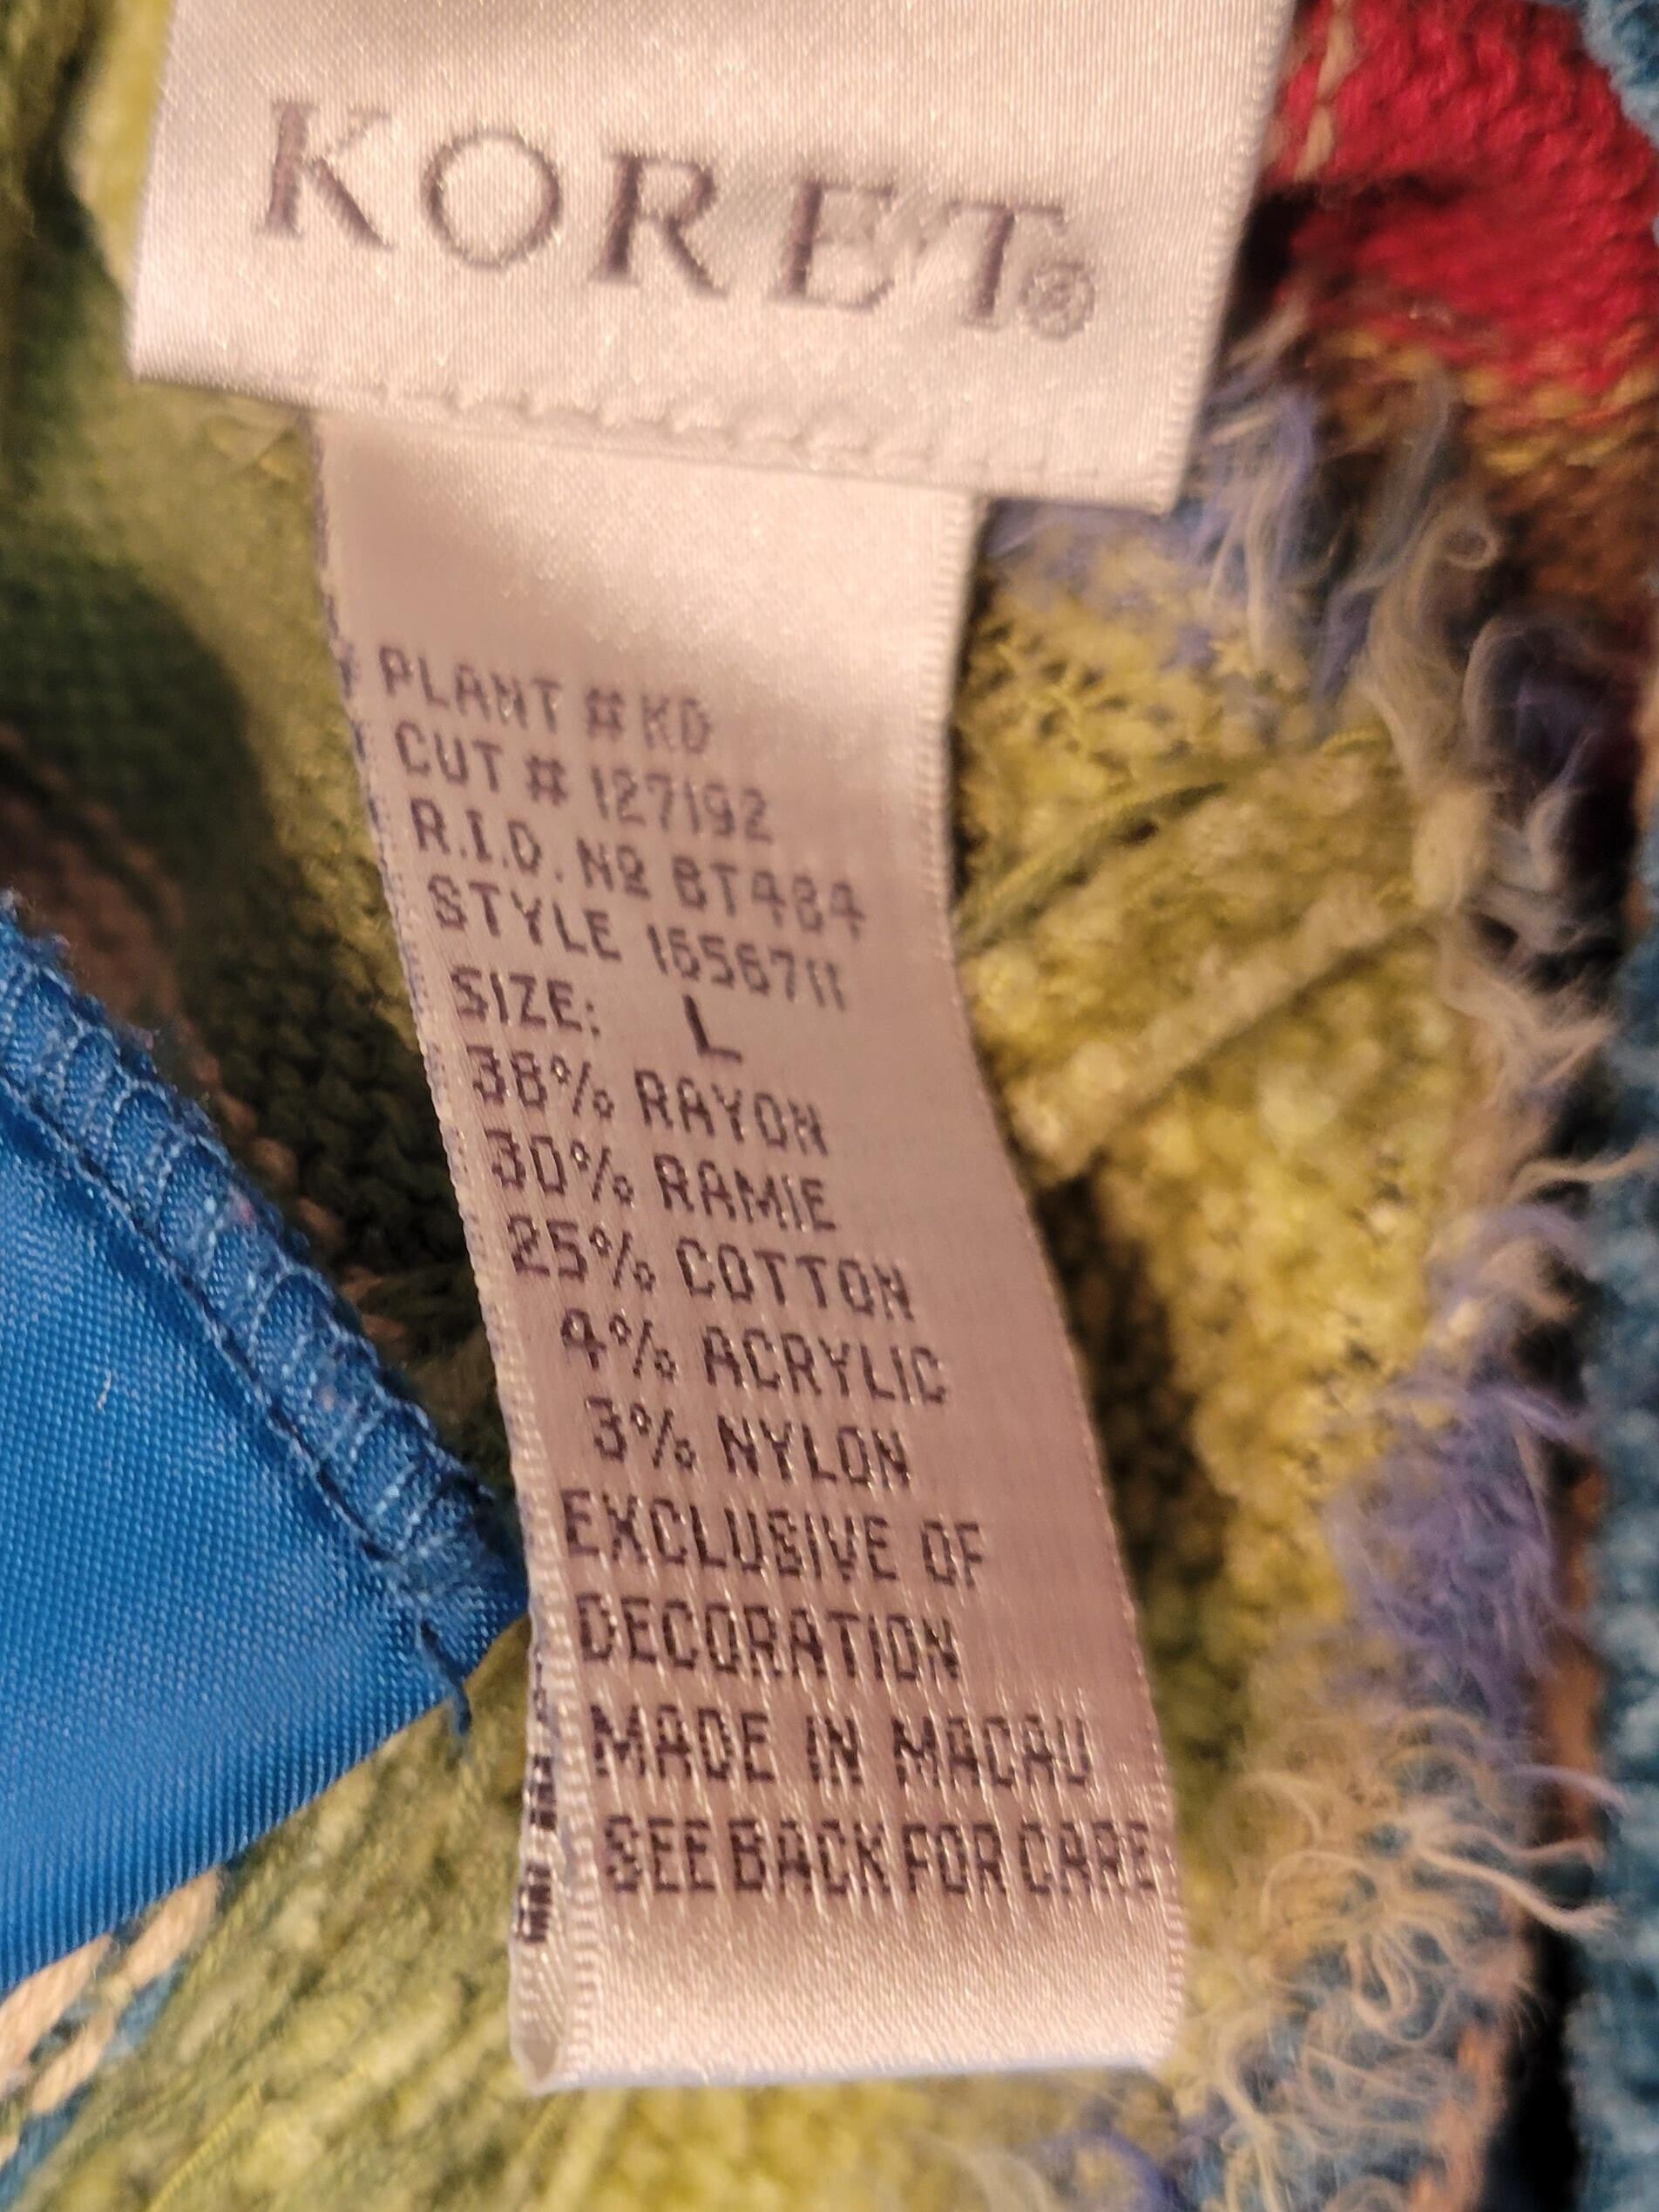 KORET®
PLANT # KD
CUT # 127192
R.I.D. Nº BT484
STYLE 1656711
SIZE: L
38% RAYON
30% RAMIE
25% COTTON
4% ACRYLIC
3% NYLON
EXCLUSIVE OF
DECORATION
MADE IN MACAU
SEE BACK FOR CARE